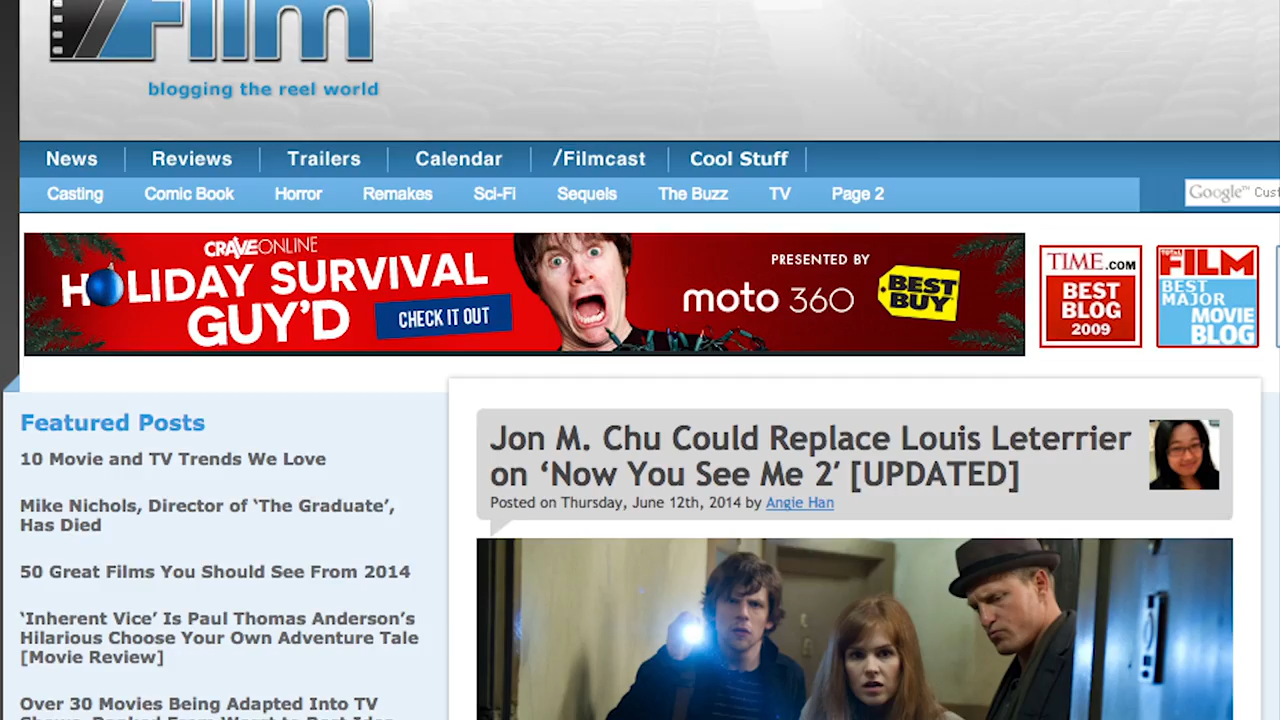 /Film
blogging the reel world
News Reviews Trailers Calendar /Filmcast Cool Stuff
Casting Comic Book Horror Remakes Sci-Fi Sequels The Buzz TV Page 2
Google™
CRAVEONLINE
HOLIDAY SURVIVAL
GUY'D
CHECK IT OUT
PRESENTED BY
moto 360
BEST
BUY
TIME.COM
BEST
BLOG
2009
FILM
BEST
MAJOR
MOVIE
BLOG
Featured Posts
10 Movie and TV Trends We Love
Mike Nichols, Director of ‘The Graduate’,
Has Died
50 Great Films You Should See From 2014
‘Inherent Vice’ Is Paul Thomas Anderson’s
Hilarious Choose Your Own Adventure Tale
[Movie Review]
Over 30 Movies Being Adapted Into TV
Jon M. Chu Could Replace Louis Leterrier
on ‘Now You See Me 2′ [UPDATED]
Posted on Thursday, June 12th, 2014 by Angie Han